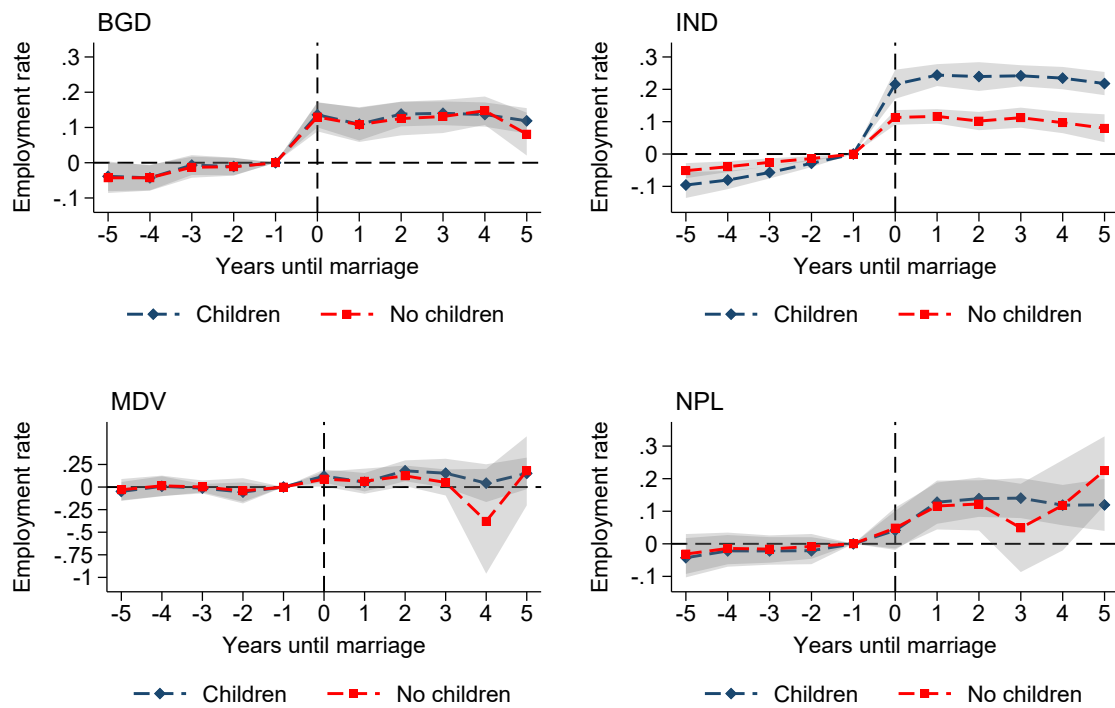 BGD
Employment rate
.3
.2
.1
0
-.1
-5 -4 -3 -2 -1 0 1 2 3 4 5
Years until marriage
Children No children
IND
Employment rate
.3
.2
.1
0
-.1
-5 -4 -3 -2 -1 0 1 2 3 4 5
Years until marriage
Children No children
MDV
Employment rate
.25
0
-.25
-.5
-.75
-1
-5 -4 -3 -2 -1 0 1 2 3 4 5
Years until marriage
Children No children
NPL
Employment rate
.3
.2
.1
0
-.1
-5 -4 -3 -2 -1 0 1 2 3 4 5
Years until marriage
Children No children